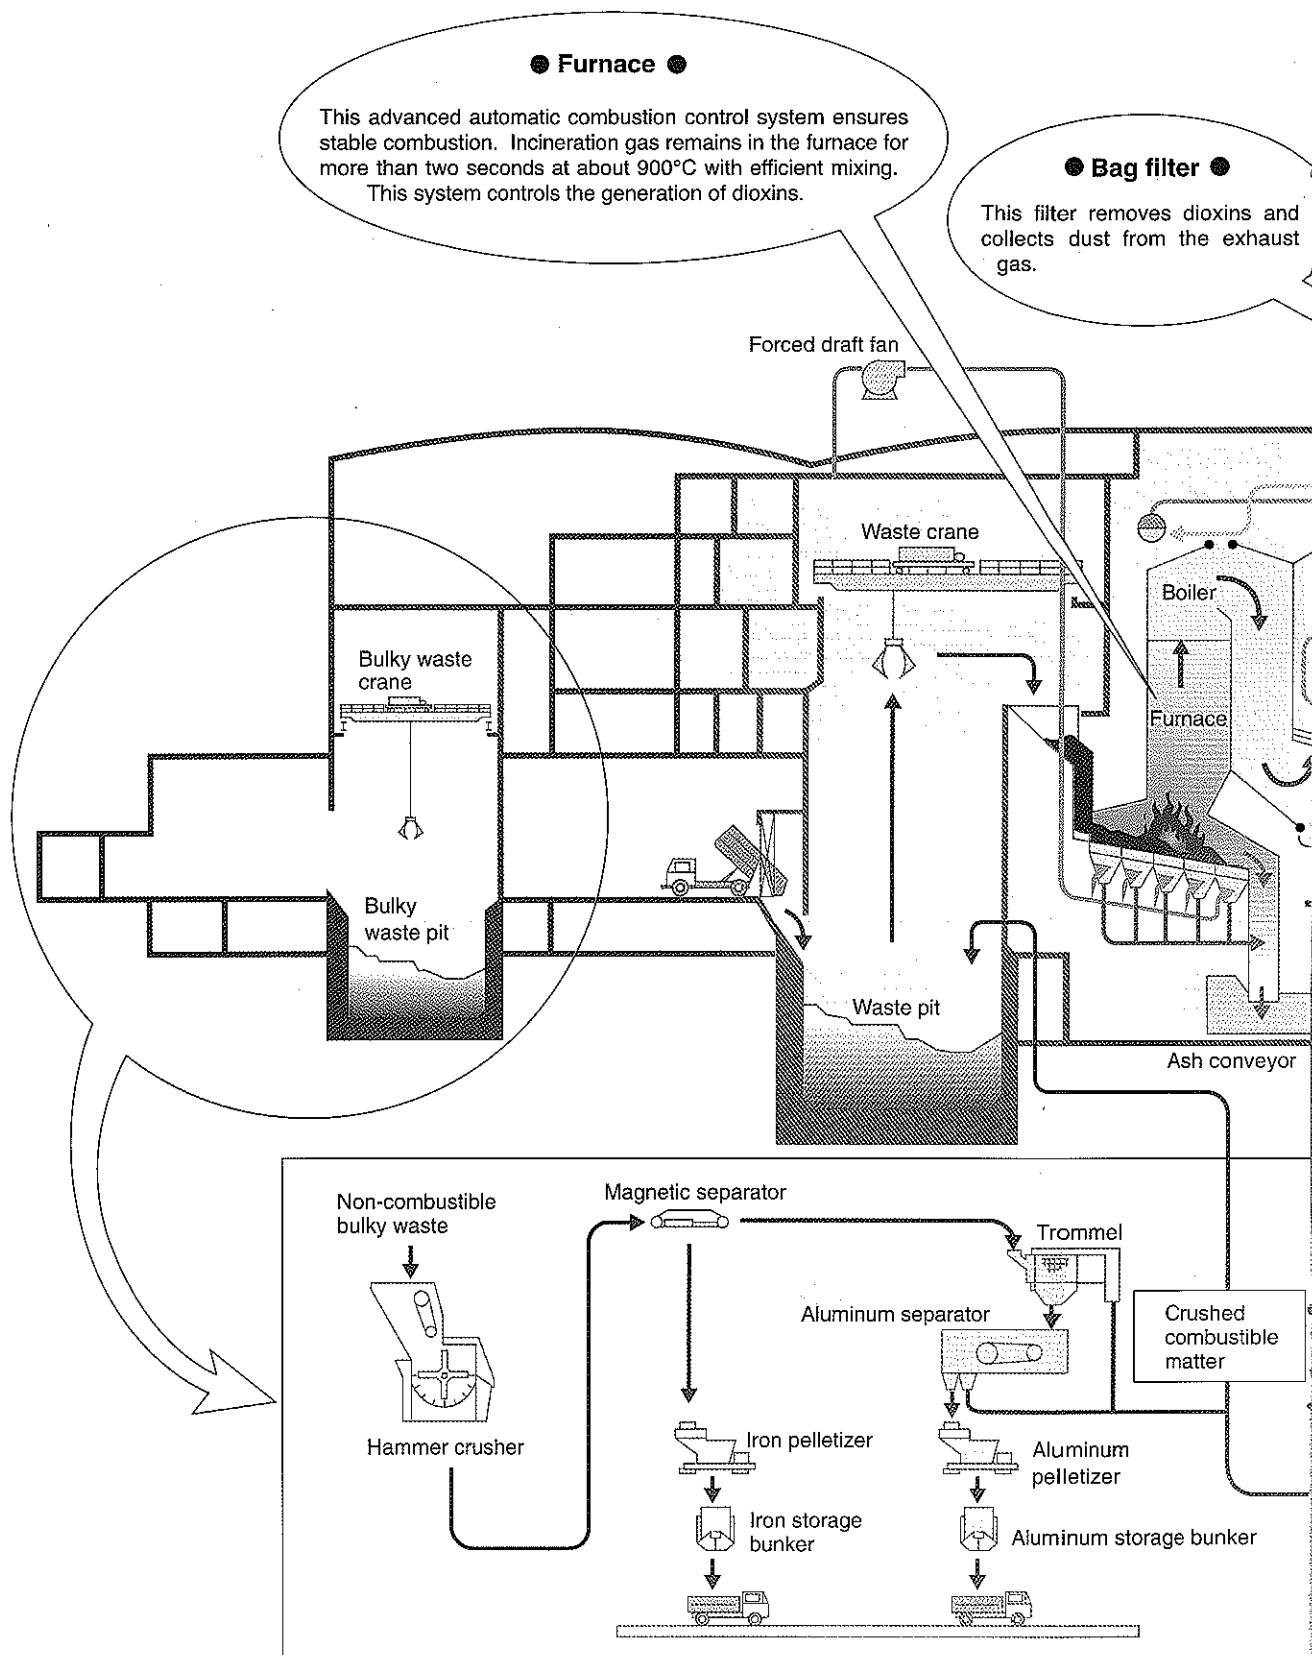 ● Furnace ●
This advanced automatic combustion control system ensures
stable combustion. Incineration gas remains in the furnace for
more than two seconds at about 900°C with efficient mixing.
This system controls the generation of dioxins.
● Bag filter ●
This filter removes dioxins and
collects dust from the exhaust
gas.
Forced draft fan
Waste crane
Boiler
Bulky waste
crane
Furnace
Bulky
waste pit
Waste pit
Ash conveyor
Non-combustible
bulky waste
Magnetic separator
Trommel
Aluminum separator
Crushed
combustible
matter
Hammer crusher
Iron pelletizer
Aluminum
pelletizer
Iron storage
bunker
Aluminum storage bunker